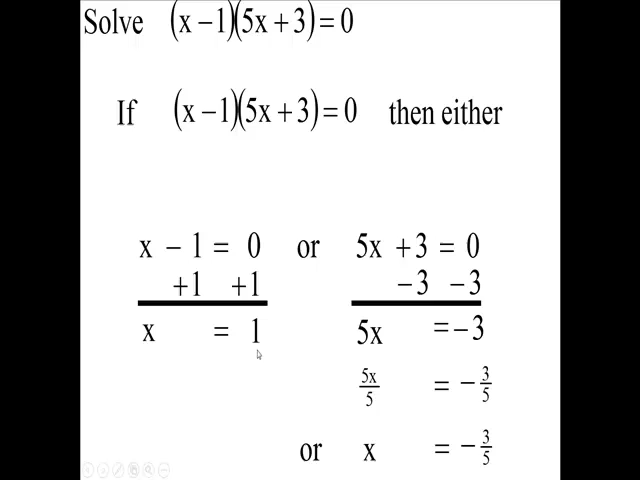 Solve (x − 1)(5x + 3) = 0
If (x − 1)(5x + 3) = 0 then either
x − 1 = 0 or 5x + 3 = 0
+1 +1 − 3 − 3
x = 1 5x = − 3
5x/5 = − 3/5
or x = − 3/5